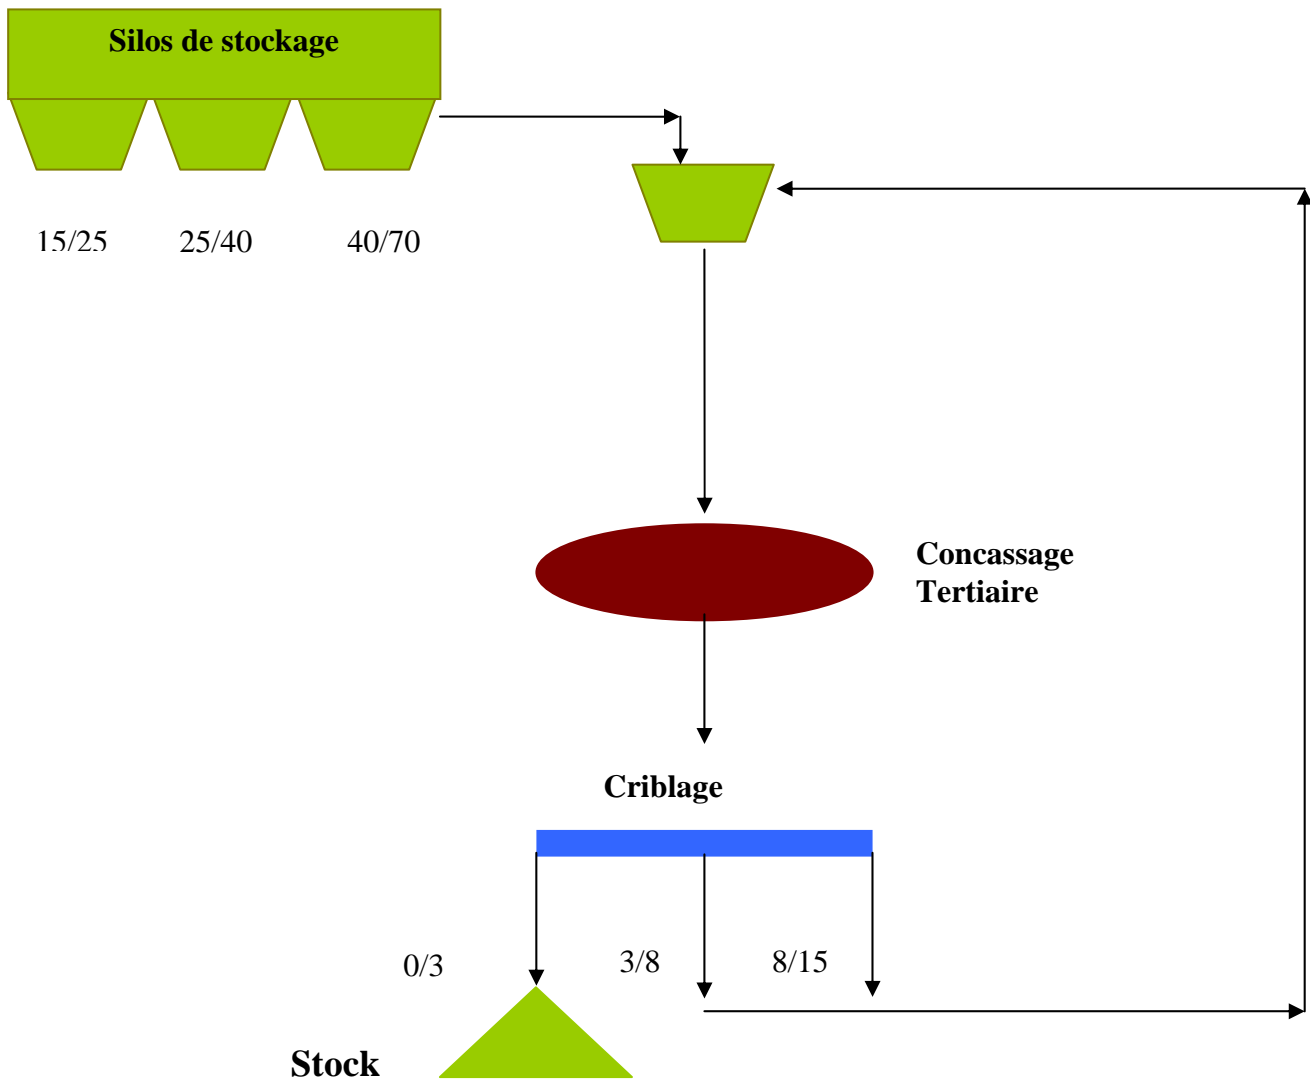 Silos de stockage
15/25 25/40 40/70
Concassage
Tertiaire
Criblage
0/3 3/8 8/15
Stock